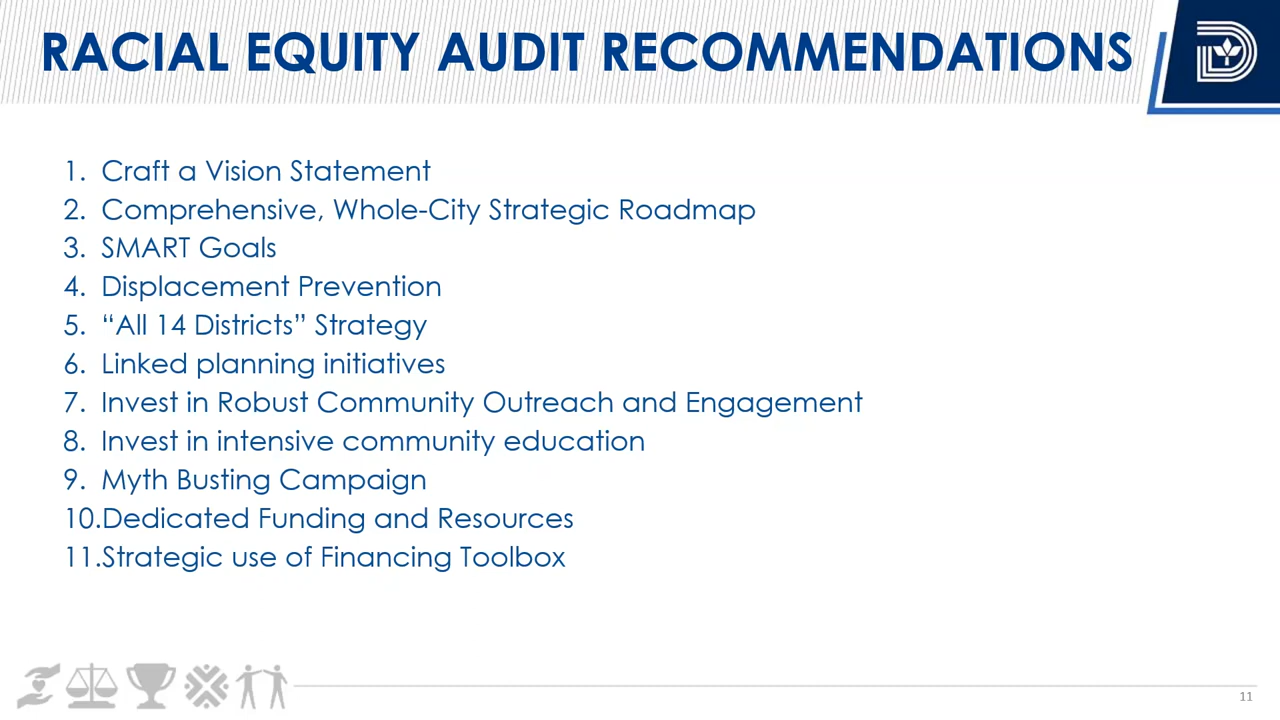 RACIAL EQUITY AUDIT RECOMMENDATIONS
1. Craft a Vision Statement
2. Comprehensive, Whole-City Strategic Roadmap
3. SMART Goals
4. Displacement Prevention
5. “All 14 Districts” Strategy
6. Linked planning initiatives
7. Invest in Robust Community Outreach and Engagement
8. Invest in intensive community education
9. Myth Busting Campaign
10.Dedicated Funding and Resources
11.Strategic use of Financing Toolbox
11